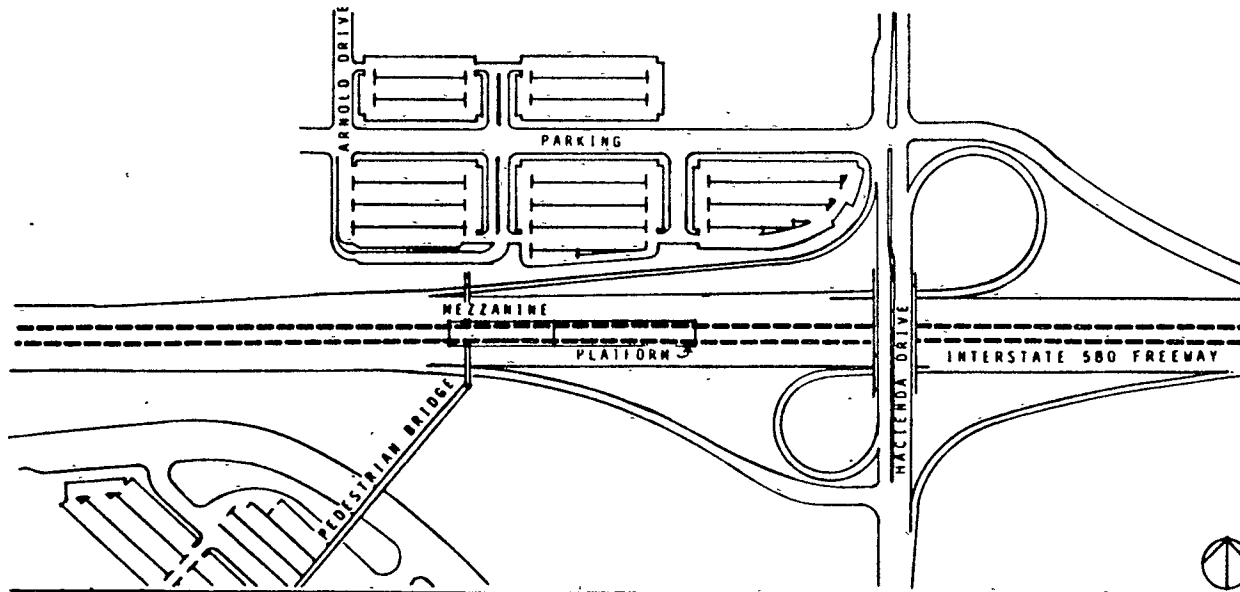 ARNOLD DRIVE
PARKING
MEZZANINE
PLATFORM
INTERSTATE 580 FREEWAY
HACIENDA DRIVE
PEDESTRIAN BRIDGE